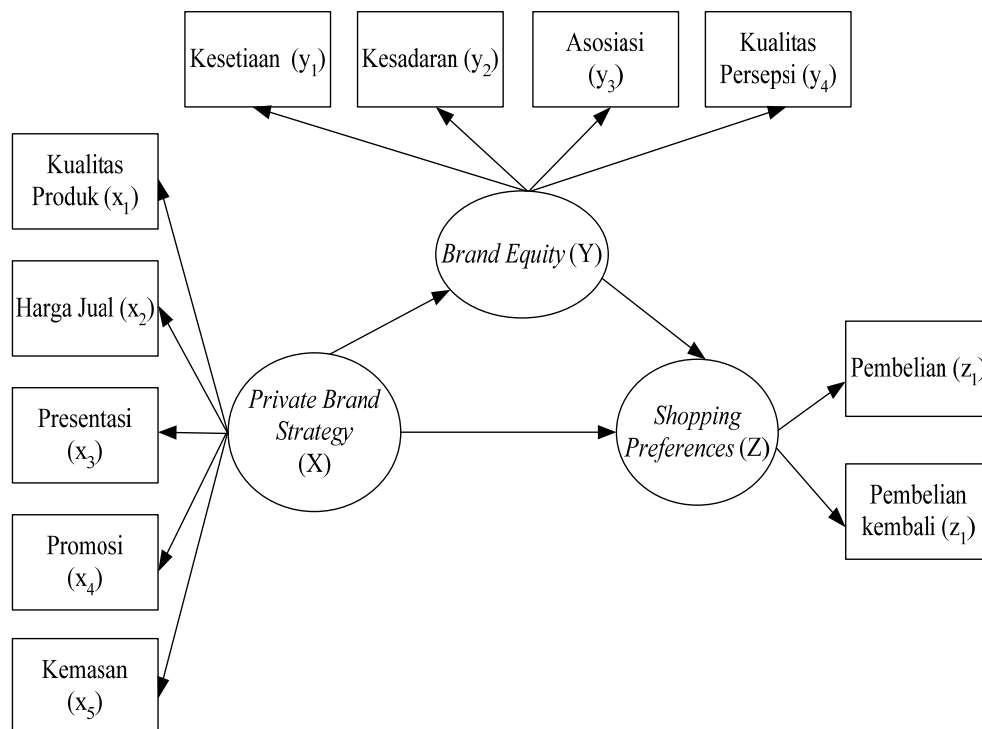 Kesetiaan (y₁)
Kesadaran (y₂)
Asosiasi
(y₃)
Kualitas
Persepsi (y₄)
Kualitas
Produk (x₁)
Harga Jual (x₂)
Presentasi
(x₃)
Promosi
(x₄)
Kemasan
(x₅)
Brand Equity (Y)
Private Brand
Strategy
(X)
Shopping
Preferences (Z)
Pembelian (z₁)
Pembelian
kembali (z₁)